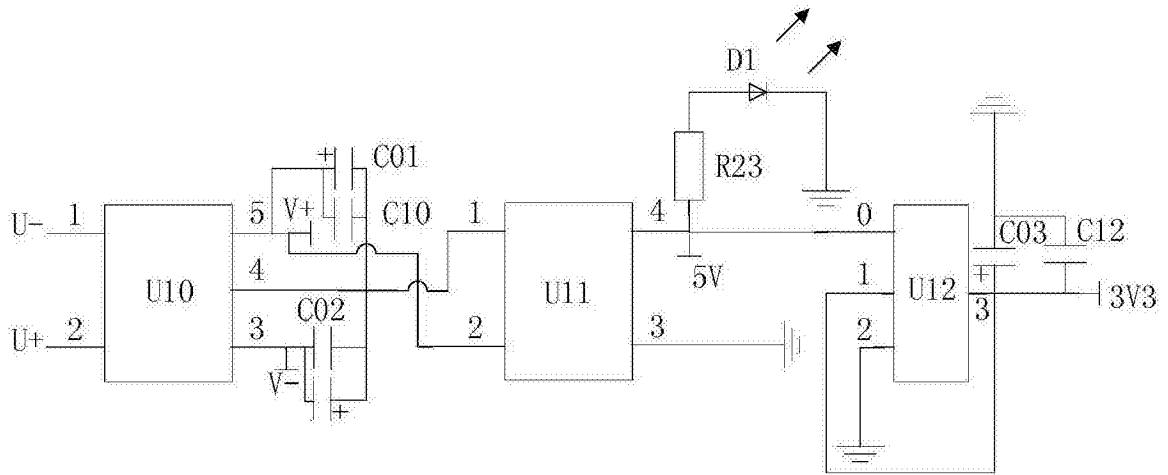 D1
+ C01
R23
C10
U- 1
5 V+
1
4
0
4
U10
U11
5V
1
U12
C03 C12
+
3
3V3
C02
U+ 2
3
2
3
2
V-
+